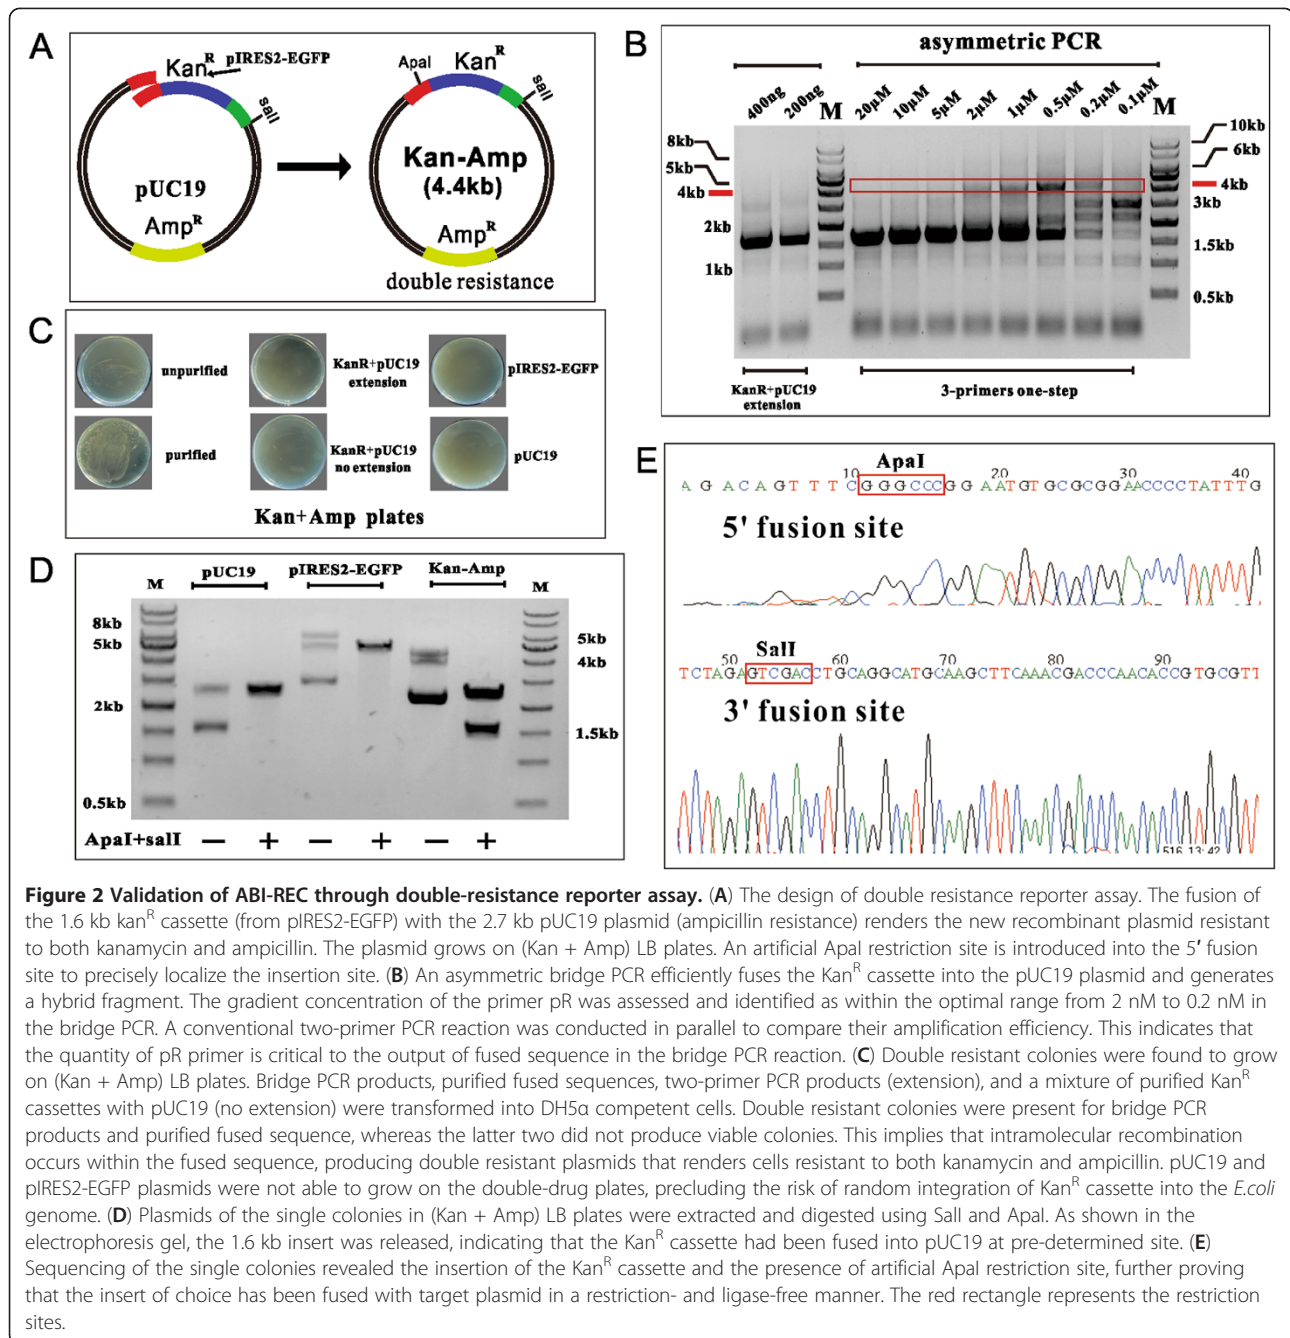 A
Kan^R
pIRES2-EGFP
salI
pUC19
Amp^R
ApaI
Kan^R
salI
Kan-Amp
(4.4kb)
Amp^R
double resistance
B
asymmetric PCR
400ng 200ng M 20µM 10µM 5µM 2µM 1µM 0.5µM 0.2µM 0.1µM M
8kb
5kb
4kb
2kb
1kb
10kb
6kb
4kb
3kb
1.5kb
0.5kb
KanR+pUC19
extension
3-primers one-step
C
unpurified
KanR+pUC19
extension
pIRES2-EGFP
purified
KanR+pUC19
no extension
pUC19
Kan+Amp plates
D
M pUC19 pIRES2-EGFP Kan-Amp M
8kb
5kb
2kb
0.5kb
5kb
4kb
1.5kb
ApaI+salI − + − + − +
E
ApaI
10 20 30 40
A G A C A G T T T C G G G C C C G G A A T G T G C G C G G A A C C C C T A T T T G
5' fusion site
SalI
50 60 70 80 90
TCTAGAGTCGACCTGCAGGCATGCAAGCTTCAAACGACCCAACACCGTGCGTT
3' fusion site
516 13:42
Figure 2 Validation of ABI-REC through double-resistance reporter assay. (A) The design of double resistance reporter assay. The fusion of
the 1.6 kb kan^R cassette (from pIRES2-EGFP) with the 2.7 kb pUC19 plasmid (ampicillin resistance) renders the new recombinant plasmid resistant
to both kanamycin and ampicillin. The plasmid grows on (Kan + Amp) LB plates. An artificial ApaI restriction site is introduced into the 5′ fusion
site to precisely localize the insertion site. (B) An asymmetric bridge PCR efficiently fuses the Kan^R cassette into the pUC19 plasmid and generates
a hybrid fragment. The gradient concentration of the primer pR was assessed and identified as within the optimal range from 2 nM to 0.2 nM in
the bridge PCR. A conventional two-primer PCR reaction was conducted in parallel to compare their amplification efficiency. This indicates that
the quantity of pR primer is critical to the output of fused sequence in the bridge PCR reaction. (C) Double resistant colonies were found to grow
on (Kan + Amp) LB plates. Bridge PCR products, purified fused sequences, two-primer PCR products (extension), and a mixture of purified Kan^R
cassettes with pUC19 (no extension) were transformed into DH5α competent cells. Double resistant colonies were present for bridge PCR
products and purified fused sequence, whereas the latter two did not produce viable colonies. This implies that intramolecular recombination
occurs within the fused sequence, producing double resistant plasmids that renders cells resistant to both kanamycin and ampicillin. pUC19 and
pIRES2-EGFP plasmids were not able to grow on the double-drug plates, precluding the risk of random integration of Kan^R cassette into the E.coli
genome. (D) Plasmids of the single colonies in (Kan + Amp) LB plates were extracted and digested using SalI and ApaI. As shown in the
electrophoresis gel, the 1.6 kb insert was released, indicating that the Kan^R cassette had been fused into pUC19 at pre-determined site. (E)
Sequencing of the single colonies revealed the insertion of the Kan^R cassette and the presence of artificial ApaI restriction site, further proving
that the insert of choice has been fused with target plasmid in a restriction- and ligase-free manner. The red rectangle represents the restriction
sites.